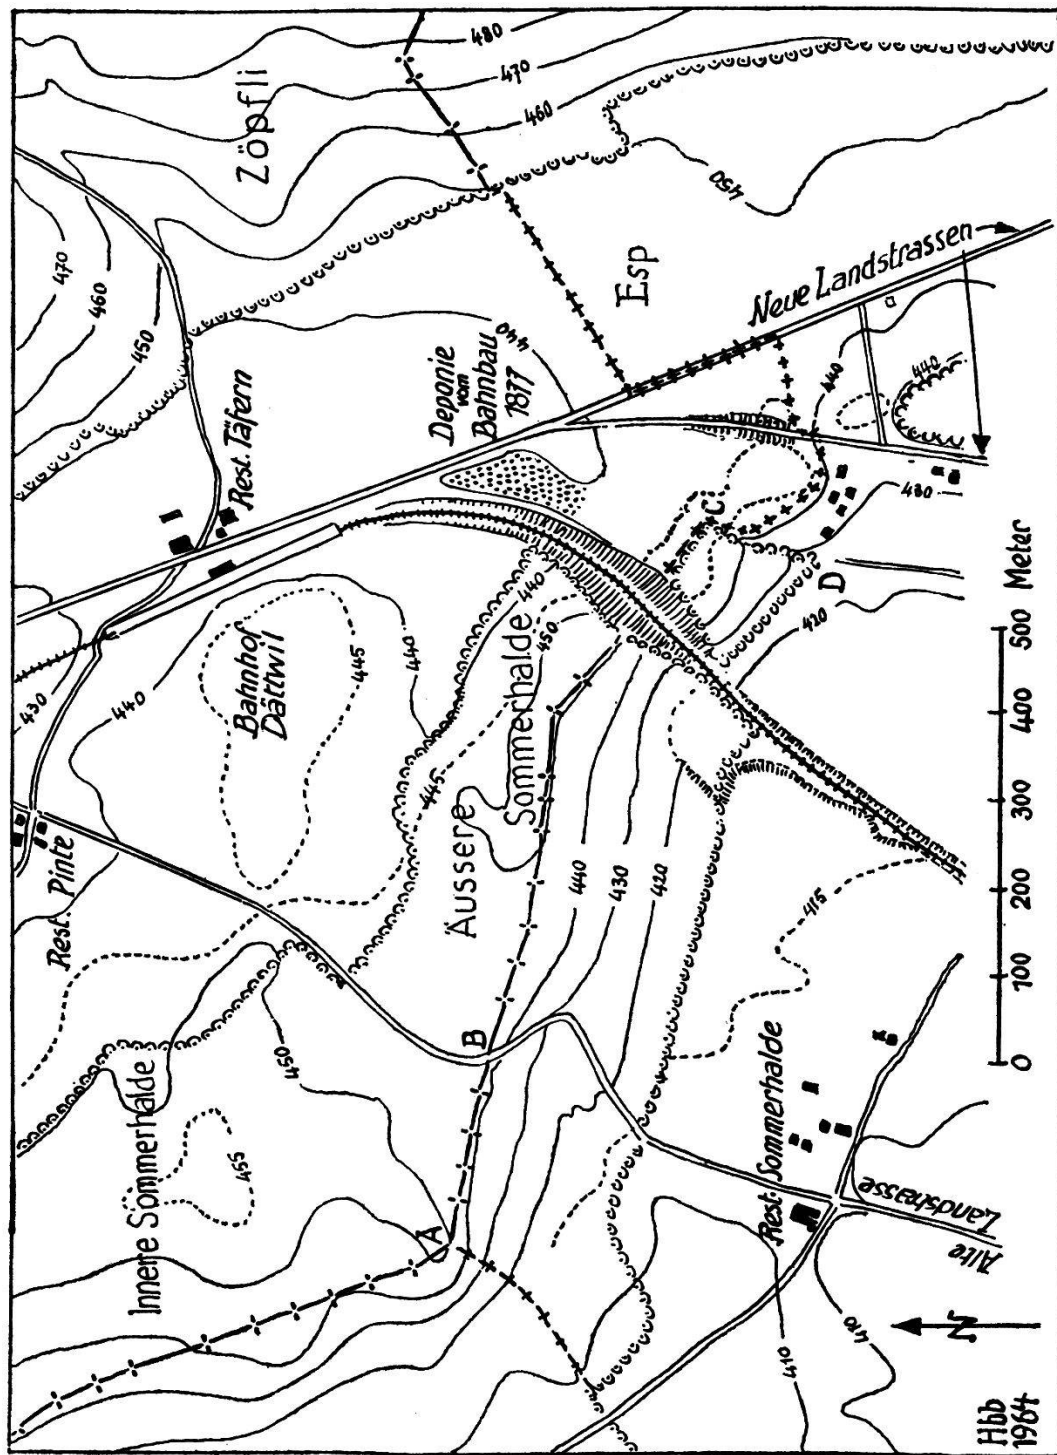 480
470
460
450
Zöpfli
470
460
450
Esp
Neue Landstrassen
Rest. Täfern
Deponie
vom
Bahnbau
1877
440
440
440
430
C
D
420
430
Bahnhof
Dättwil
445
440
440
440
450
445
Äussere
Sommerhalde
Rest. Pinte
440
430
420
415
Innere Sommerhalde
455
450
A
B
Rest. Sommerhalde
Alte
Landstrasse
410
410
0 100 200 300 400 500 Meter
N
Hbb
1964